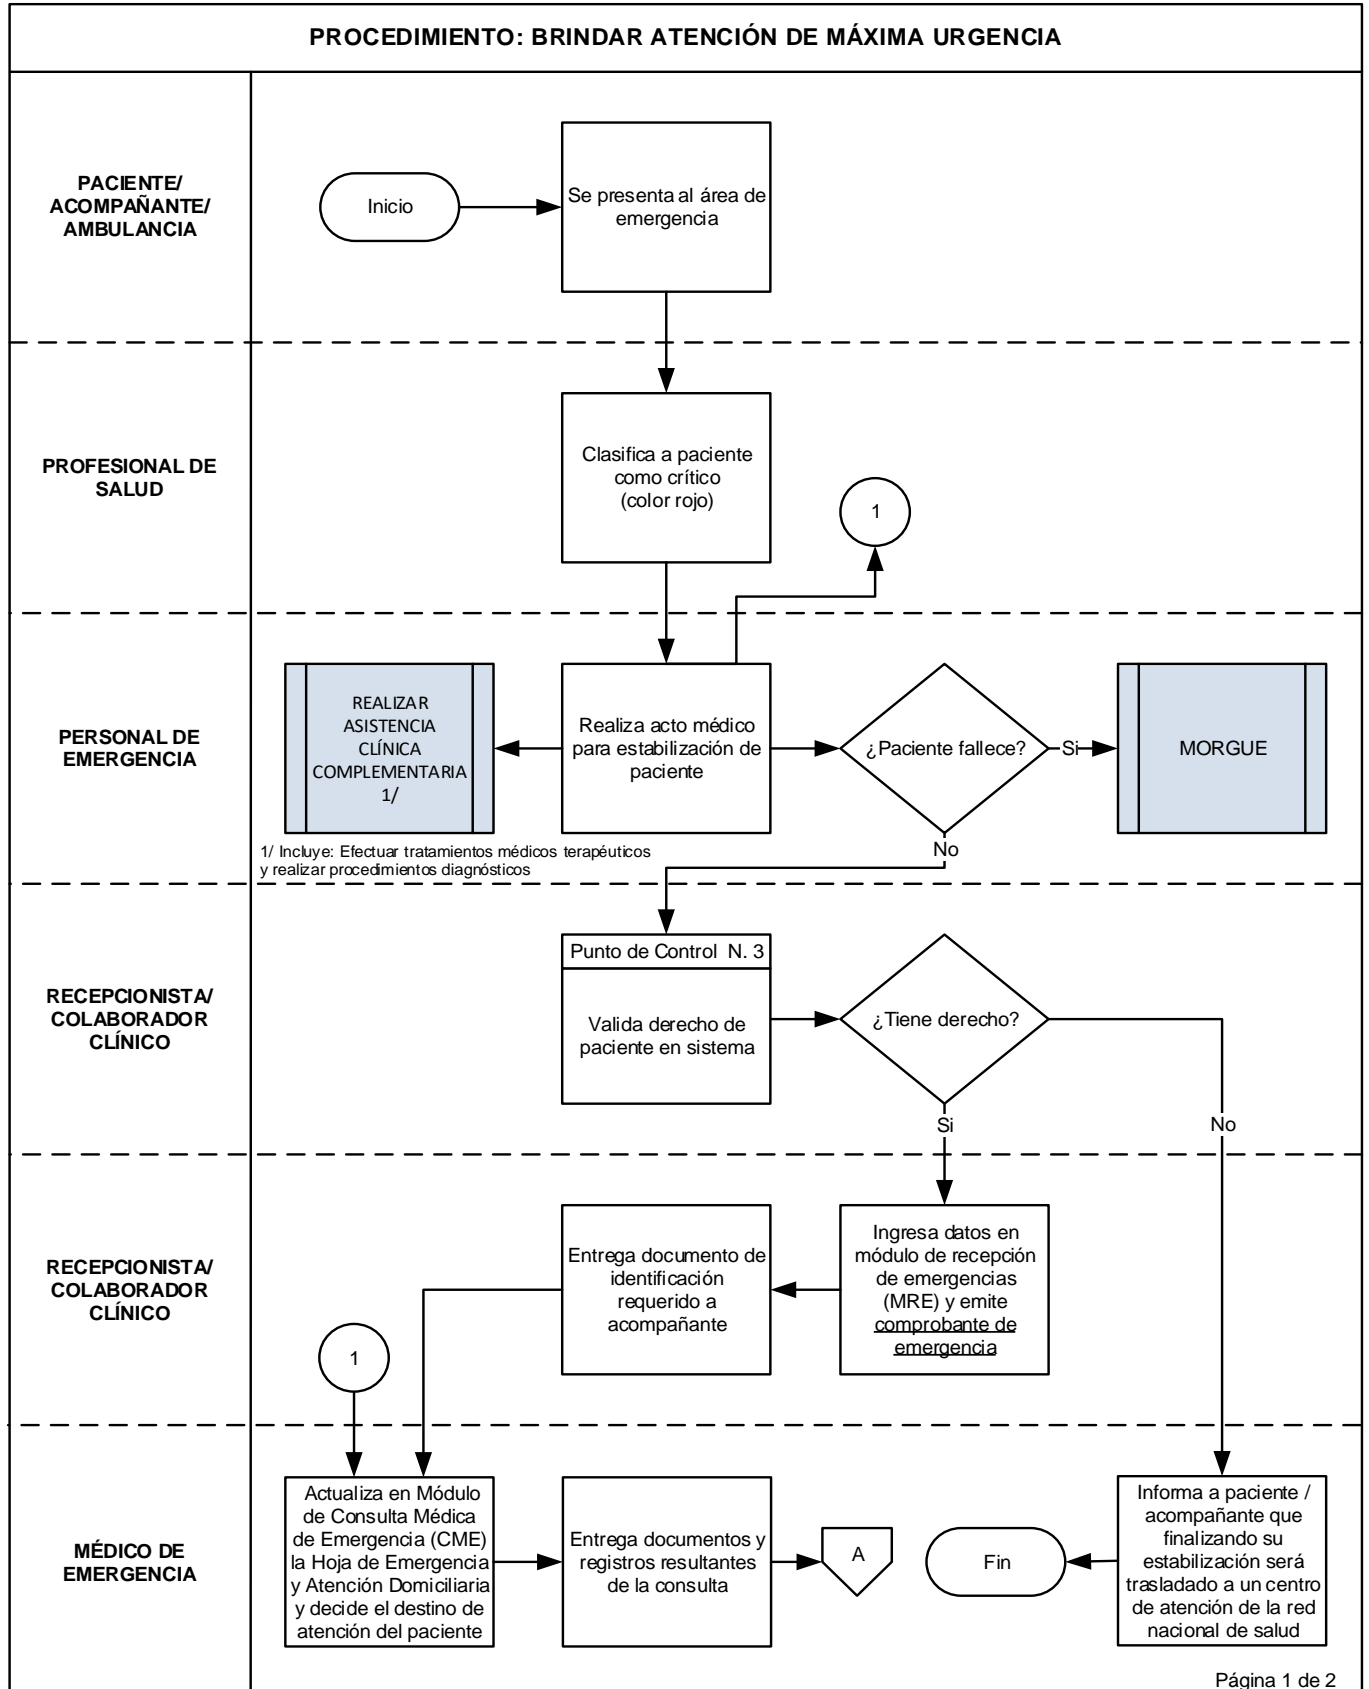 PROCEDIMIENTO: BRINDAR ATENCIÓN DE MÁXIMA URGENCIA
PACIENTE/
ACOMPAÑANTE/
AMBULANCIA
Inicio
Se presenta al área de
emergencia
PROFESIONAL DE
SALUD
Clasifica a paciente
como crítico
(color rojo)
1
PERSONAL DE
EMERGENCIA
REALIZAR
ASISTENCIA
CLÍNICA
COMPLEMENTARIA
1/
Realiza acto médico
para estabilización de
paciente
¿Paciente fallece?
Si
MORGUE
No
1/ Incluye: Efectuar tratamientos médicos terapéuticos
y realizar procedimientos diagnósticos
RECEPCIONISTA/
COLABORADOR
CLÍNICO
Punto de Control N. 3
Valida derecho de
paciente en sistema
¿Tiene derecho?
Si
No
RECEPCIONISTA/
COLABORADOR
CLÍNICO
Entrega documento de
identificación
requerido a
acompañante
Ingresa datos en
módulo de recepción
de emergencias
(MRE) y emite
comprobante de
emergencia
1
MÉDICO DE
EMERGENCIA
Actualiza en Módulo
de Consulta Médica
de Emergencia (CME)
la Hoja de Emergencia
y Atención Domiciliaria
y decide el destino de
atención del paciente
Entrega documentos y
registros resultantes
de la consulta
A
Fin
Informa a paciente /
acompañante que
finalizando su
estabilización será
trasladado a un centro
de atención de la red
nacional de salud
Página 1 de 2